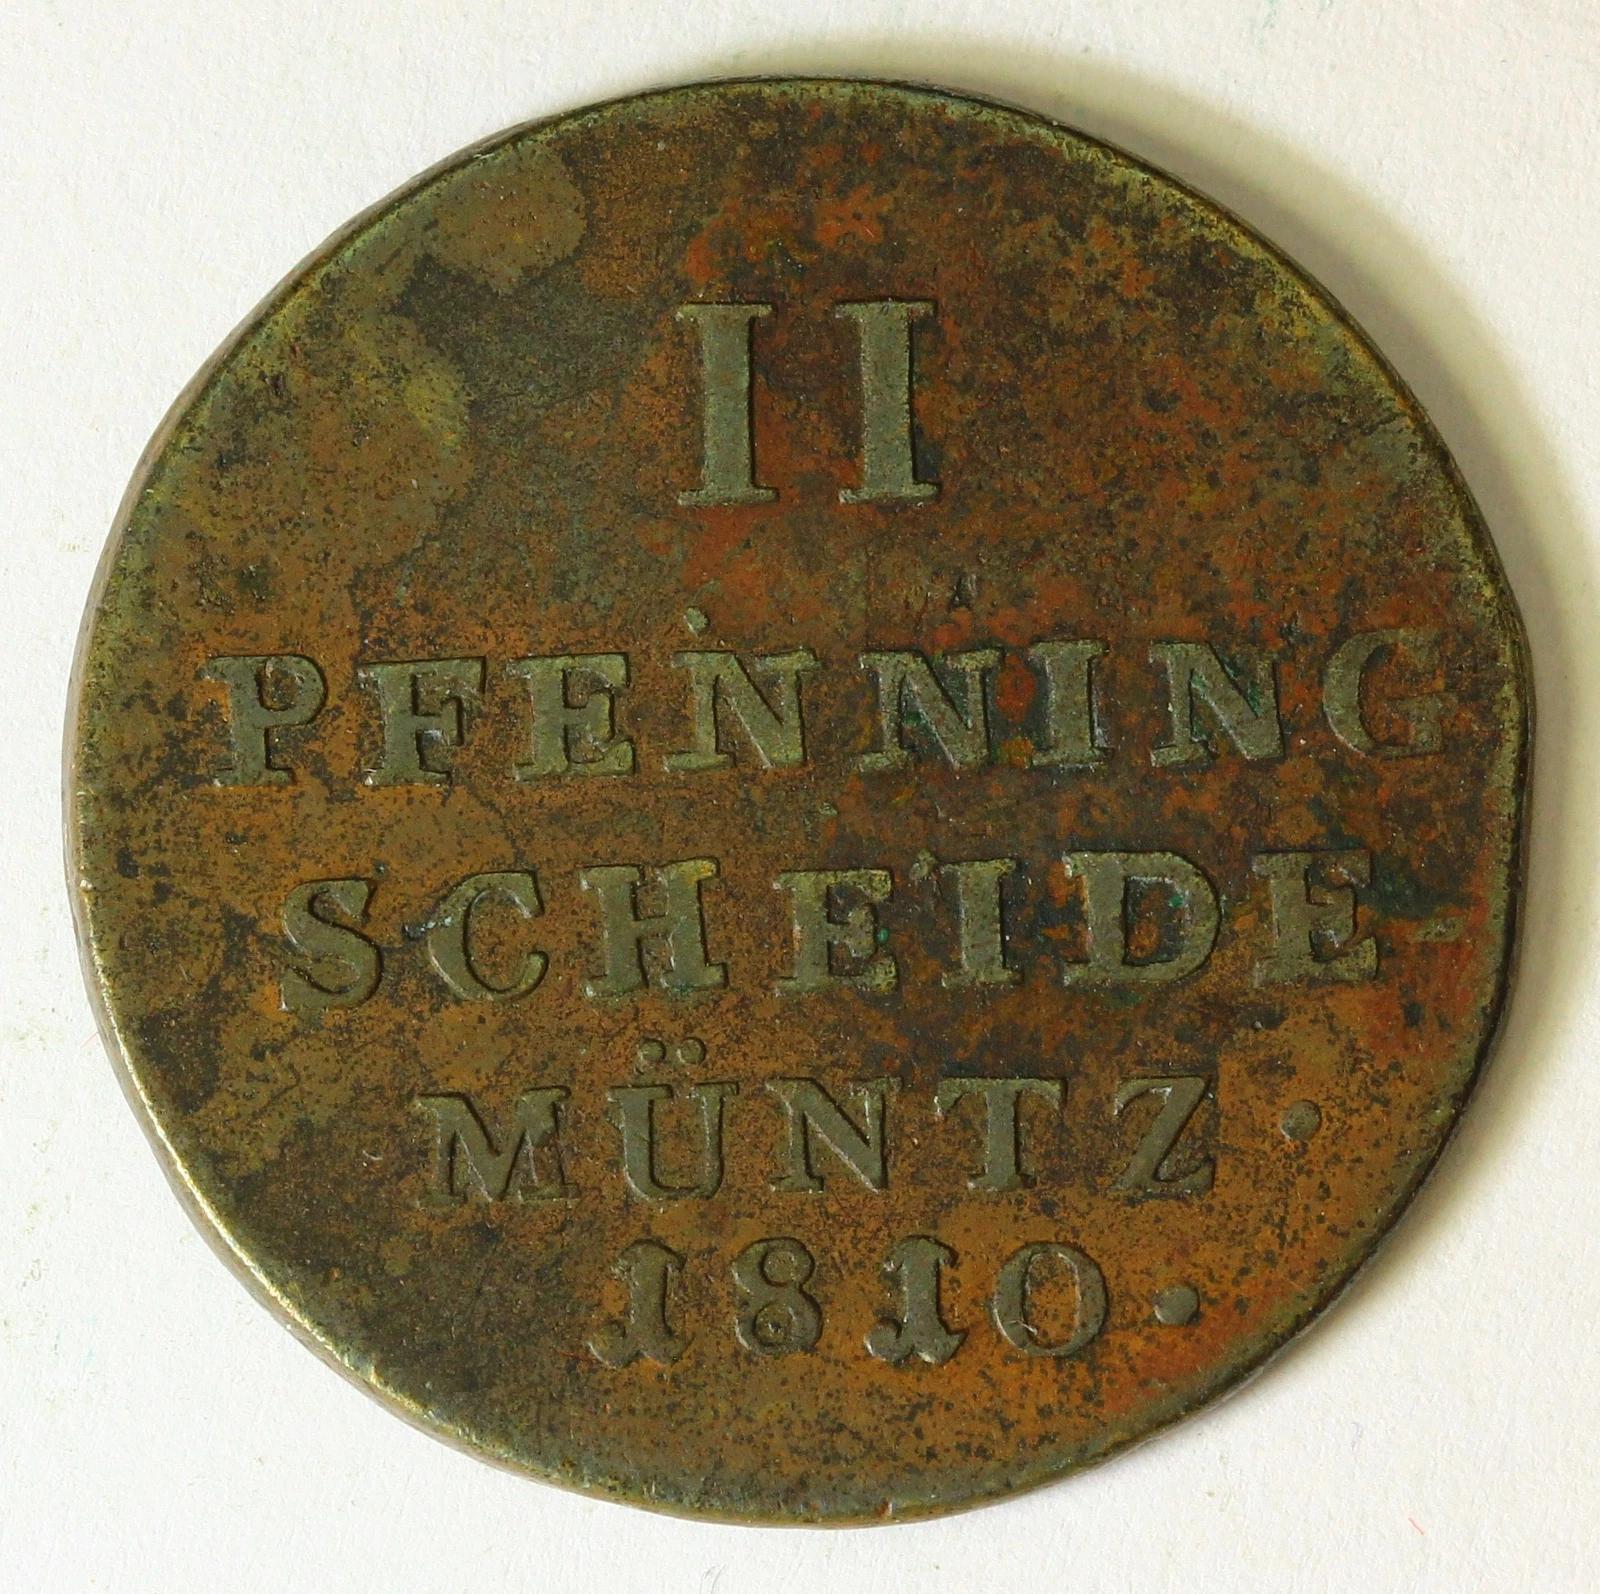 II
PFENNING
SCHEIDE-
MÜNTZ.
1810.